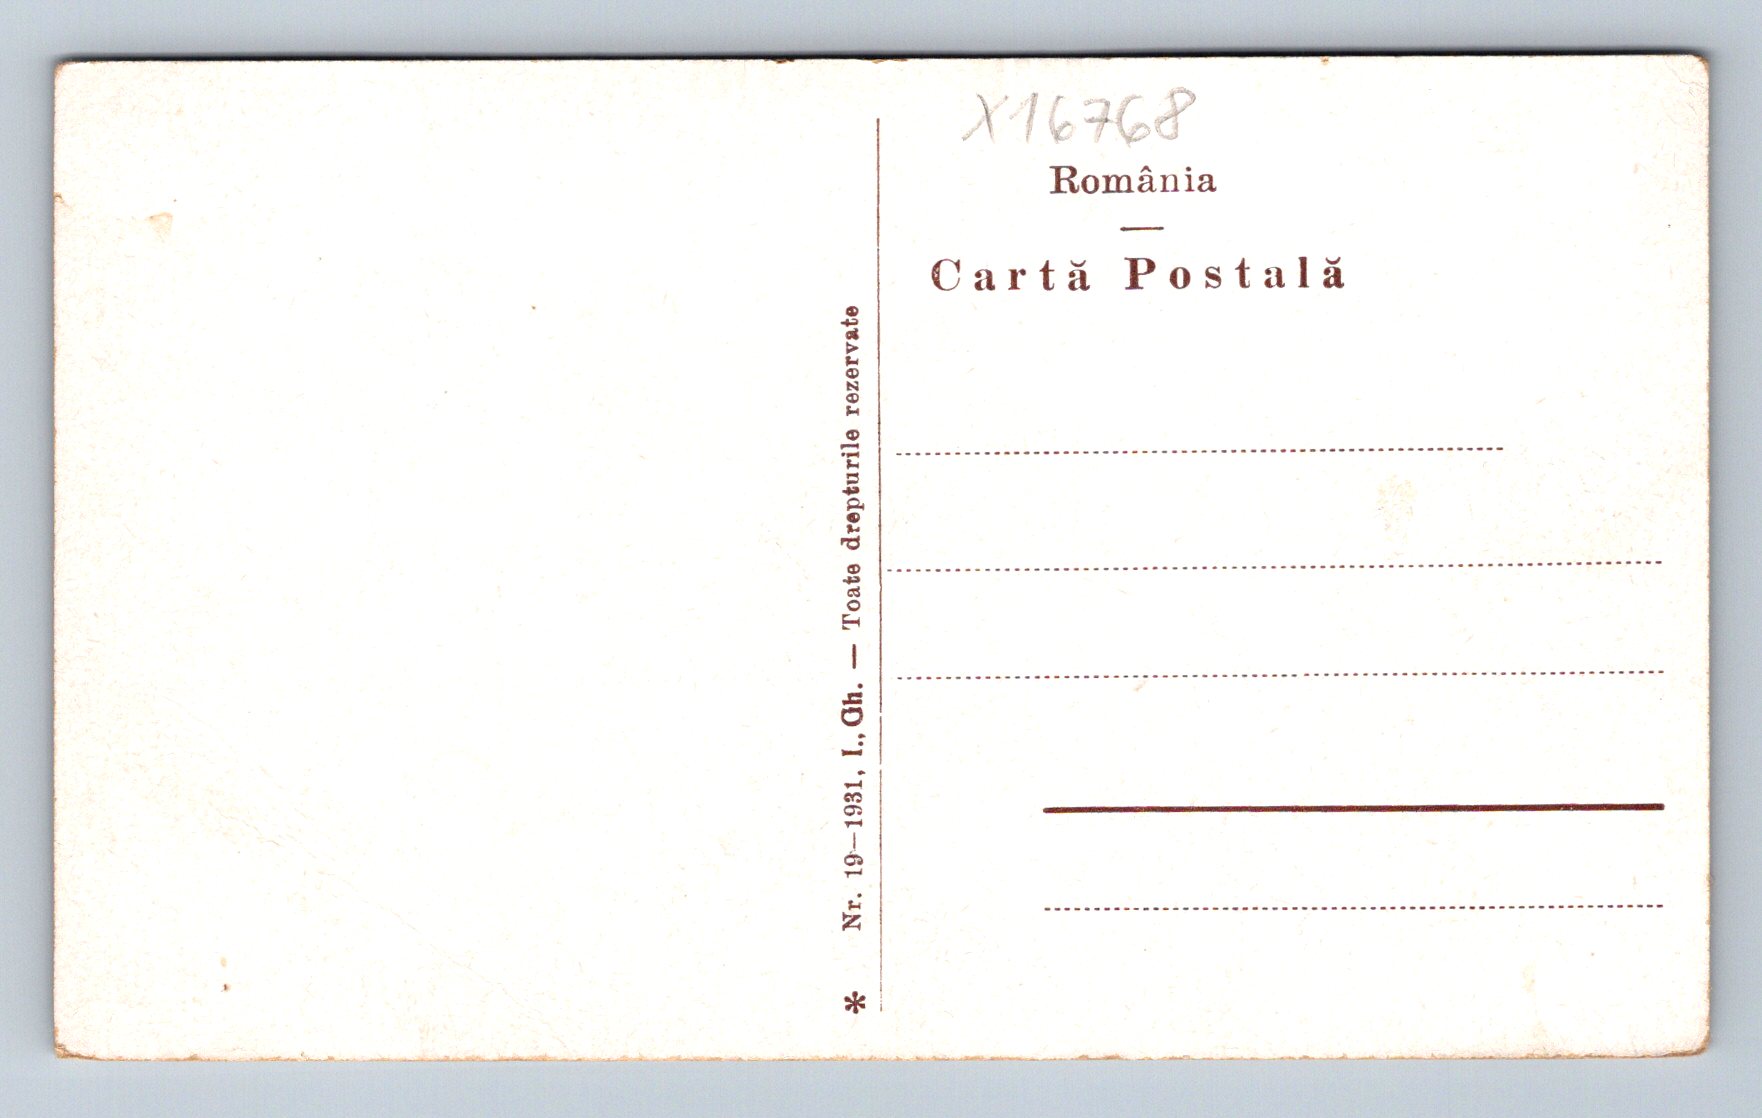 X16768
România
Cartă Postală
* Nr. 19—1931, I., Gh. — Toate drepturile rezervate